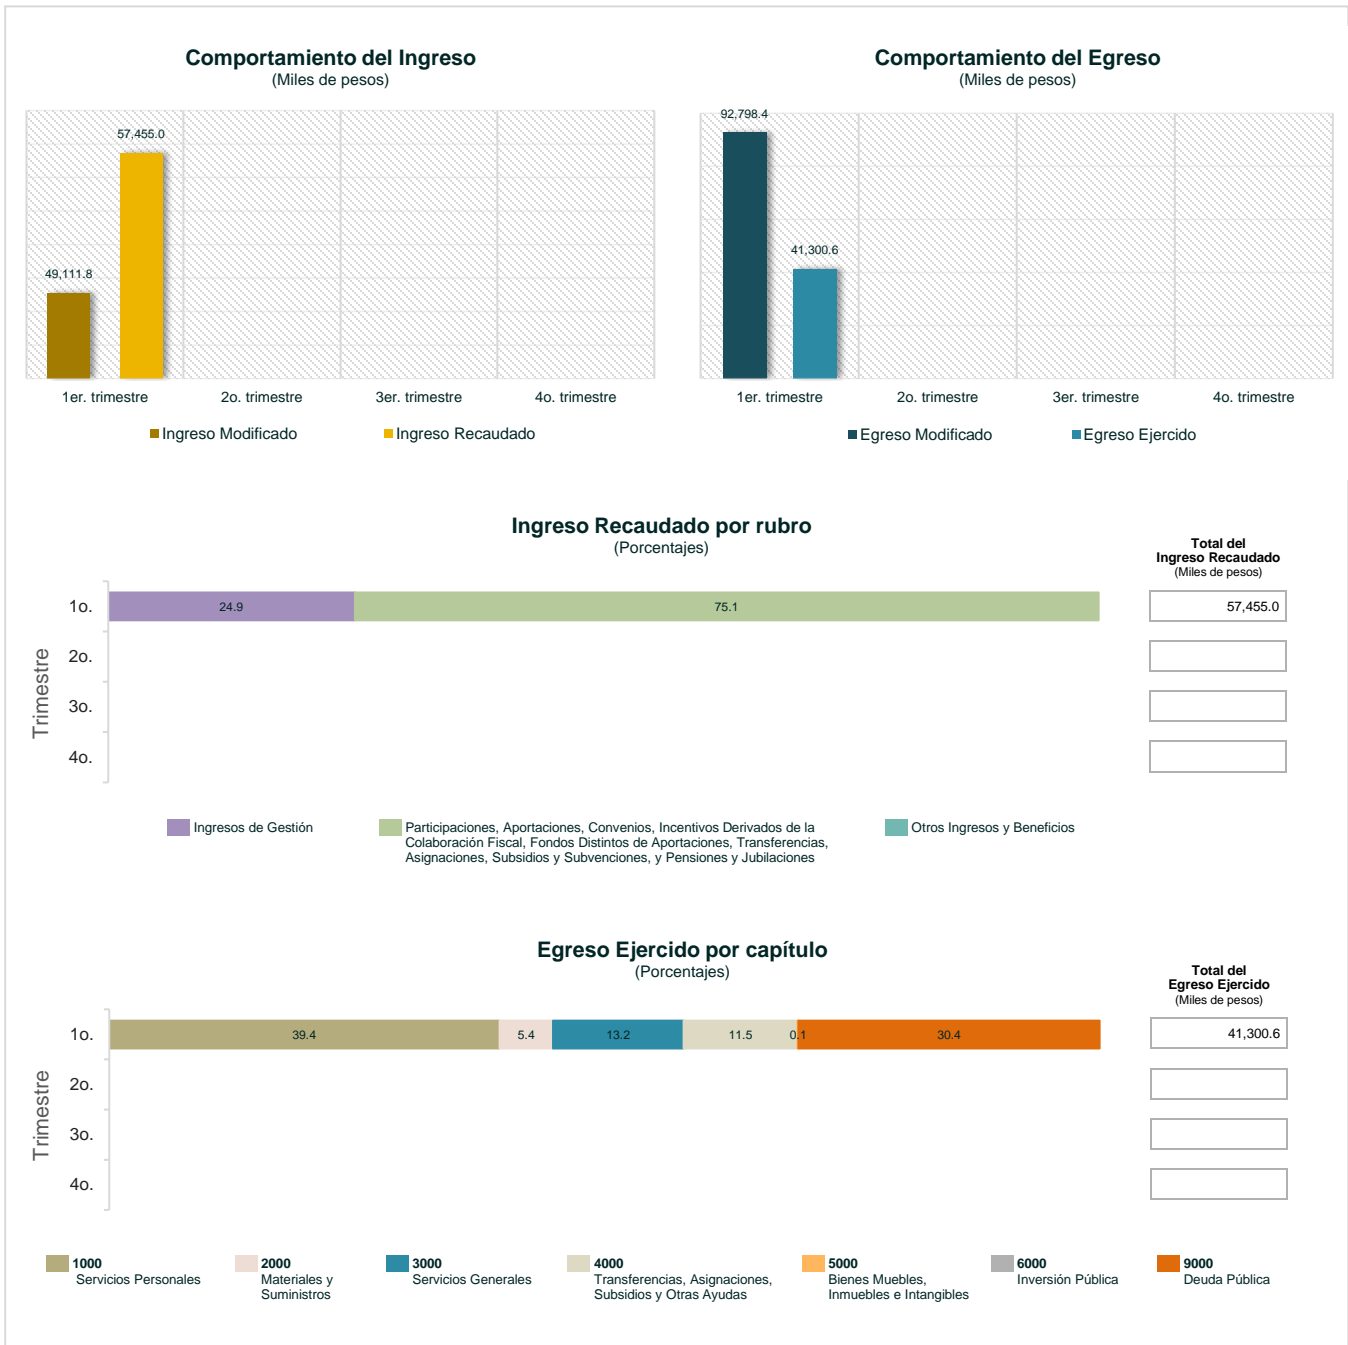 Comportamiento del Ingreso
(Miles de pesos)
57,455.0
49,111.8
1er. trimestre
2o. trimestre
3er. trimestre
4o. trimestre
Ingreso Modificado
Ingreso Recaudado
Comportamiento del Egreso
(Miles de pesos)
92,798.4
41,300.6
1er. trimestre
2o. trimestre
3er. trimestre
4o. trimestre
Egreso Modificado
Egreso Ejercido
Ingreso Recaudado por rubro
(Porcentajes)
Total del
Ingreso Recaudado
(Miles de pesos)
Trimestre
1o.
24.9
75.1
57,455.0
2o.
3o.
4o.
Ingresos de Gestión
Participaciones, Aportaciones, Convenios, Incentivos Derivados de la
Colaboración Fiscal, Fondos Distintos de Aportaciones, Transferencias,
Asignaciones, Subsidios y Subvenciones, y Pensiones y Jubilaciones
Otros Ingresos y Beneficios
Egreso Ejercido por capítulo
(Porcentajes)
Total del
Egreso Ejercido
(Miles de pesos)
Trimestre
1o.
39.4
5.4
13.2
11.5
0.1
30.4
41,300.6
2o.
3o.
4o.
1000
Servicios Personales
2000
Materiales y
Suministros
3000
Servicios Generales
4000
Transferencias, Asignaciones,
Subsidios y Otras Ayudas
5000
Bienes Muebles,
Inmuebles e Intangibles
6000
Inversión Pública
9000
Deuda Pública